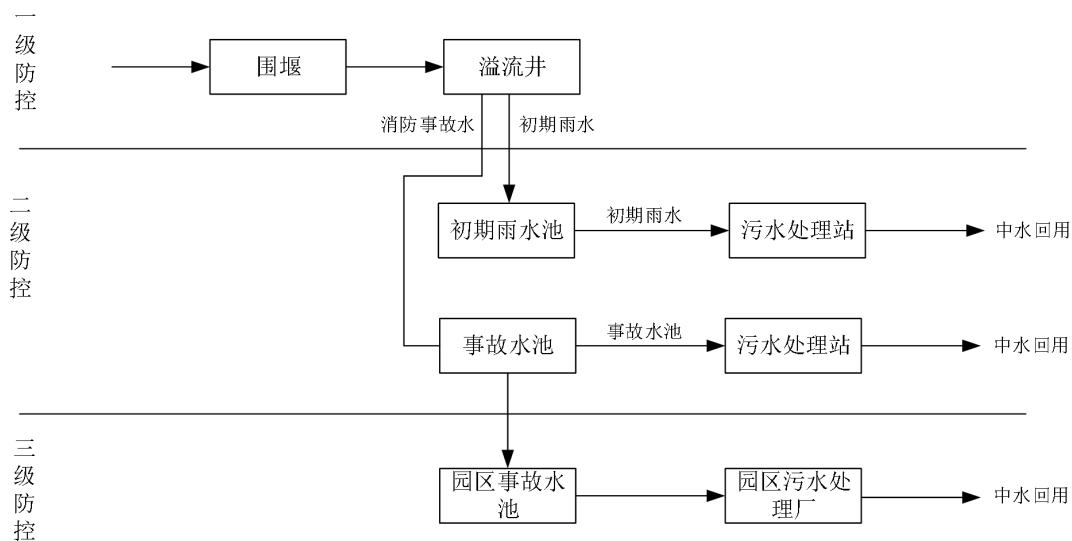 一级防控
围堰
溢流井
消防事故水
初期雨水
二级防控
初期雨水池
初期雨水
污水处理站
中水回用
事故水池
事故水池
污水处理站
中水回用
三级防控
园区事故水
池
园区污水处
理厂
中水回用